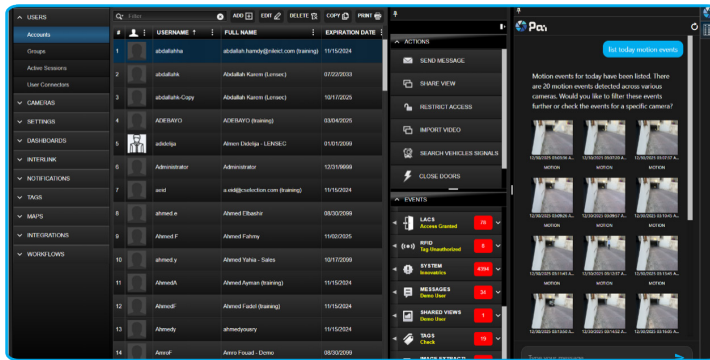 USERS
Accounts
Groups
Active Sessions
User Connectors
CAMERAS
SETTINGS
DASHBOARDS
INTERLINK
NOTIFICATIONS
TAGS
MAPS
INTEGRATIONS
WORKFLOWS
Filter ADD EDIT DELETE COPY PRINT
# USERNAME FULL NAME EXPIRATION DATE
1 abdallahha abdallah.hamdy@nkict.com (training) 11/15/2024
2 abdallahk Abdallah Karem (Lensec) 07/22/2033
3 abdallahk-Copy Abdallah Karem (Lensec) 10/17/2025
4 ADEBAYO ADEBAYO (training) 03/04/2025
5 adidelija Almen Didelija - LENSEC 01/01/2099
6 Administrator Administrator 12/31/9999
7 aeid a.eid@cselection.com (training) 11/15/2024
8 ahmed.e Ahmed Elbashir 08/30/2099
9 Ahmed.F Ahmed Fahmy 11/02/2025
10 ahmed.y Ahmed Yahia - Sales 10/17/2099
11 AhmedA Ahmed Ayman (training) 11/15/2024
12 AhmedF Ahmed Fadel (training) 11/15/2024
13 Ahmedy ahmedyousry 11/15/2024
14 AmroF Amro Fouad - Demo 08/30/2099
ACTIONS
SEND MESSAGE
SHARE VIEW
RESTRICT ACCESS
IMPORT VIDEO
SEARCH VEHICLES SIGNALS
CLOSE DOORS
EVENTS
LACS
Access Granted
78
RFID
Tag Unauthorized
8
SYSTEM
Innovatrics
4394
MESSAGES
Demo User
34
SHARED VIEWS
Demo User
1
TAGS
Check
19
list today motion events
Motion events for today have been listed. There
are 20 motion events detected across various
cameras. Would you like to filter these events
further or check the events for a specific camera?
MOTION MOTION MOTION
MOTION MOTION MOTION
MOTION MOTION MOTION
Type your message